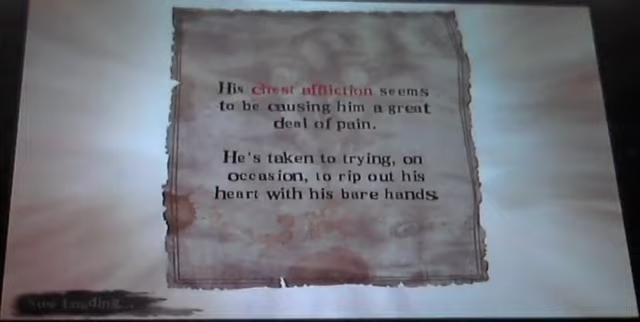 His chest affliction seems
to be causing him a great
deal of pain.
He's taken to trying, on
occasion, to rip out his
heart with his bare hands.
Now Loading...